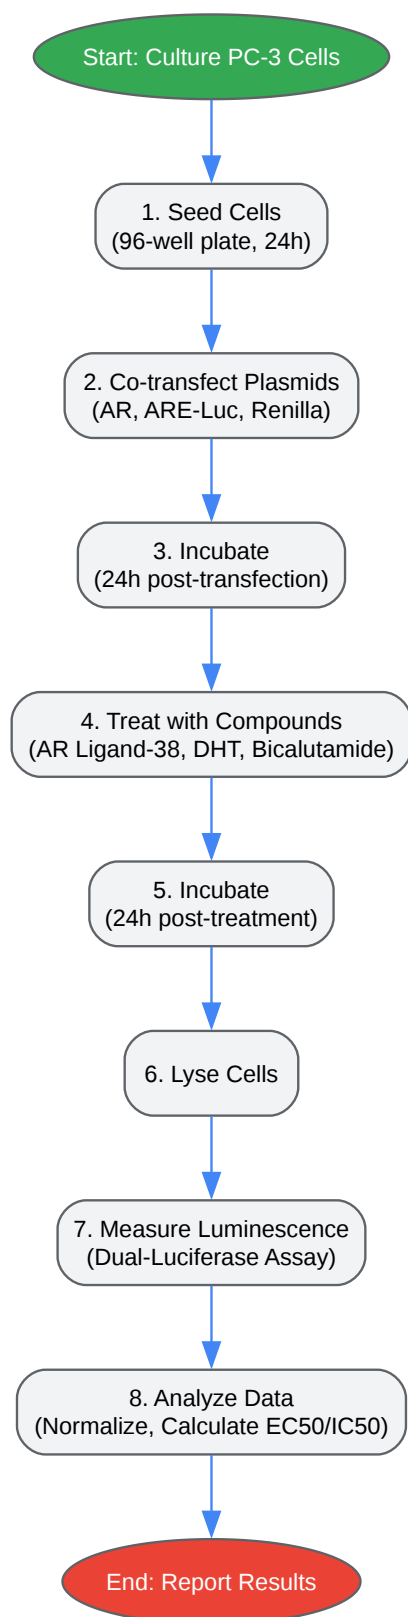 Start: Culture PC-3 Cells
1. Seed Cells
(96-well plate, 24h)
2. Co-transfect Plasmids
(AR, ARE-Luc, Renilla)
3. Incubate
(24h post-transfection)
4. Treat with Compounds
(AR Ligand-38, DHT, Bicalutamide)
5. Incubate
(24h post-treatment)
6. Lyse Cells
7. Measure Luminescence
(Dual-Luciferase Assay)
8. Analyze Data
(Normalize, Calculate EC50/IC50)
End: Report Results